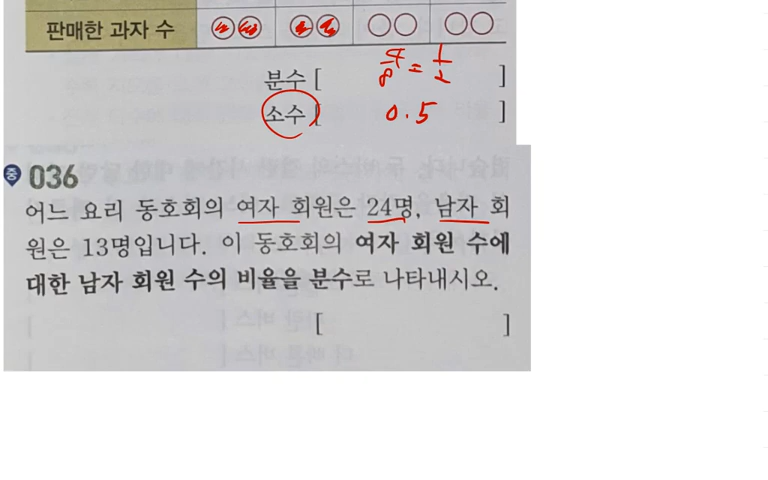 판매한 과자 수
분수 [ 4/8 = 1/2 ]
소수 [ 0.5 ]
중 036
어느 요리 동호회의 여자 회원은 24명, 남자 회
원은 13명입니다. 이 동호회의 여자 회원 수에
대한 남자 회원 수의 비율을 분수로 나타내시오.
[ ]